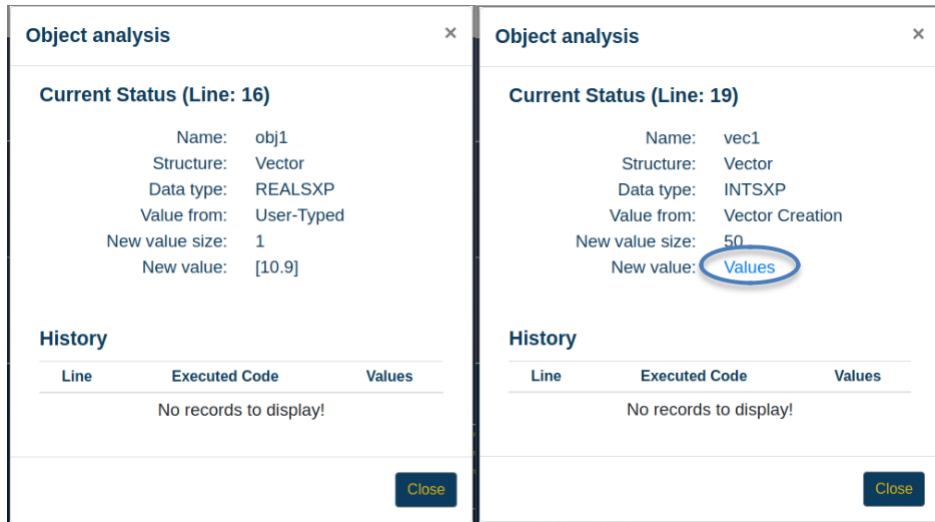 Object analysis ×
Current Status (Line: 16)
Name: obj1
Structure: Vector
Data type: REALSXP
Value from: User-Typed
New value size: 1
New value: [10.9]
History
Line Executed Code Values
No records to display!
Close
Object analysis ×
Current Status (Line: 19)
Name: vec1
Structure: Vector
Data type: INTSXP
Value from: Vector Creation
New value size: 50
New value: Values
History
Line Executed Code Values
No records to display!
Close